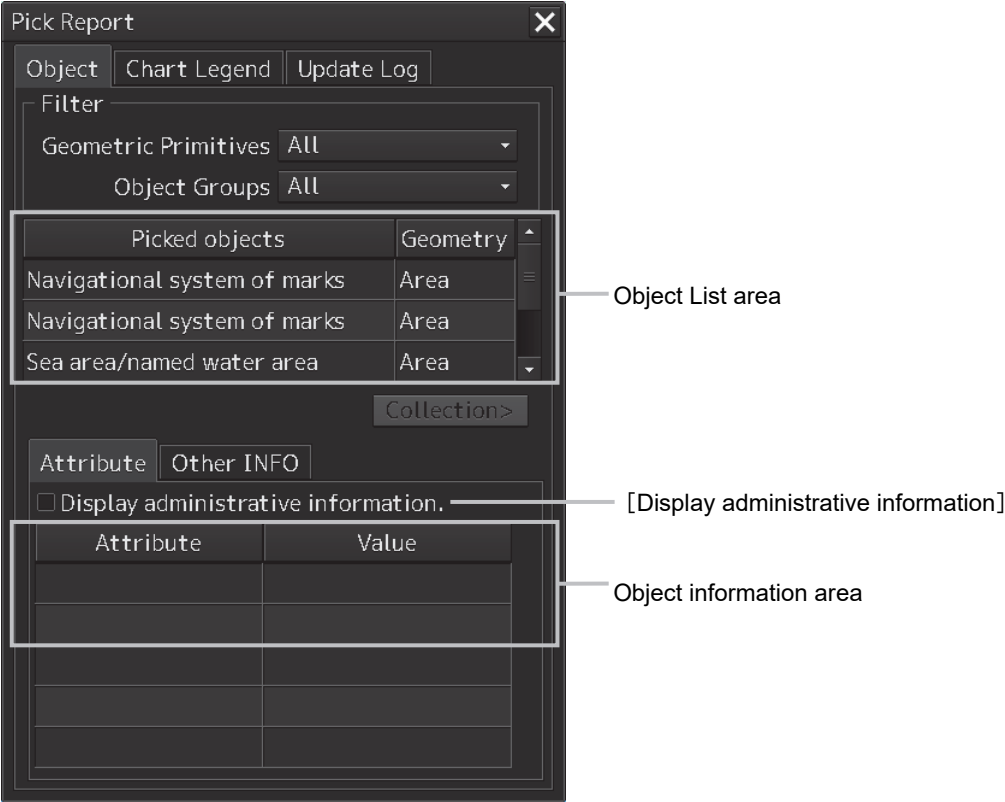 Pick Report
Object Chart Legend Update Log
Filter
Geometric Primitives All
Object Groups All
Picked objects Geometry
Navigational system of marks Area
Navigational system of marks Area
Sea area/named water area Area
Object List area
Collection>
Attribute Other INFO
Display administrative information.
[Display administrative information]
Attribute Value
Object information area